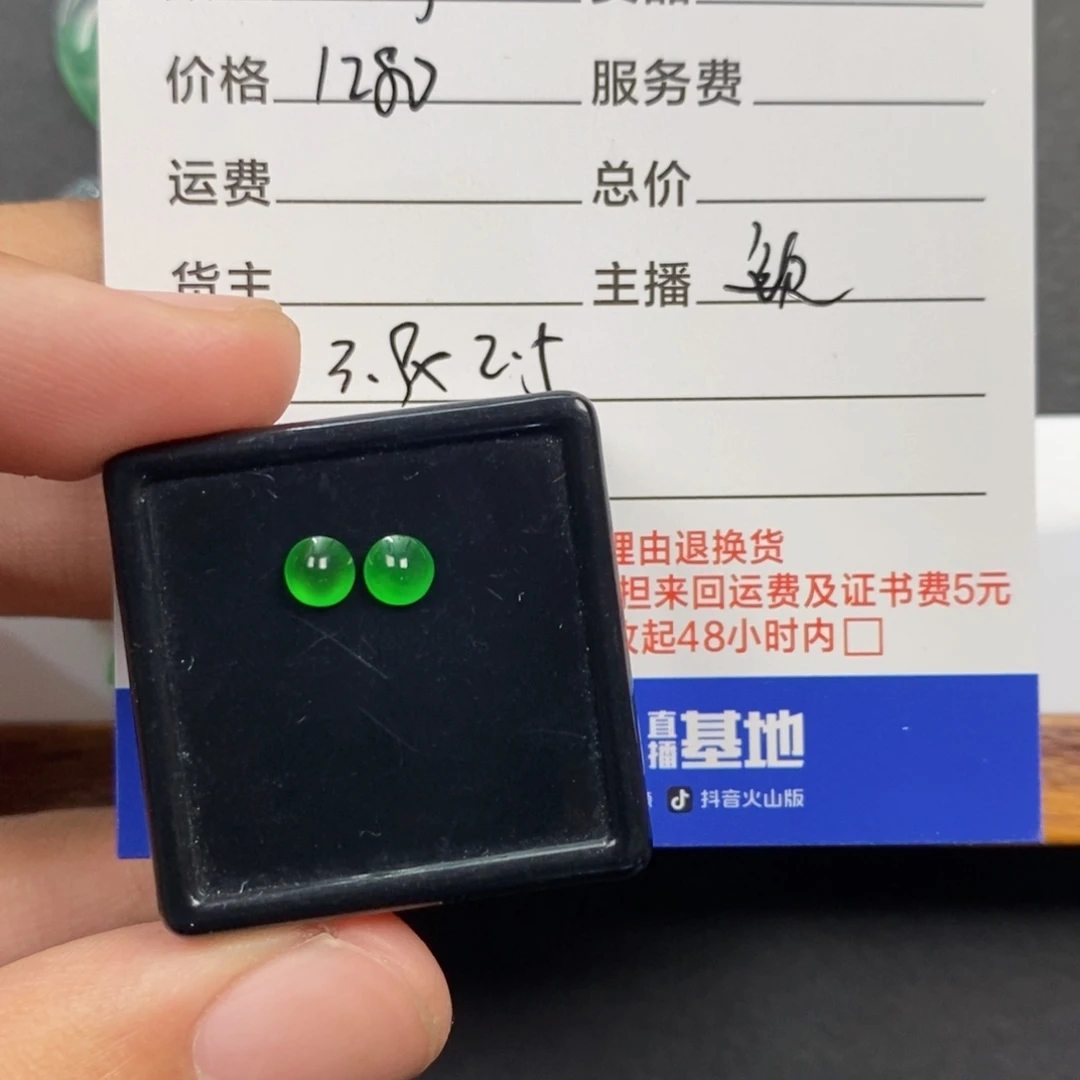 价格 1280 服务费
运费 总价
货主 主播
3.8x2.5
理由退换货
担来回运费及证书费5元
收起48小时内□
直播基地
抖音火山版